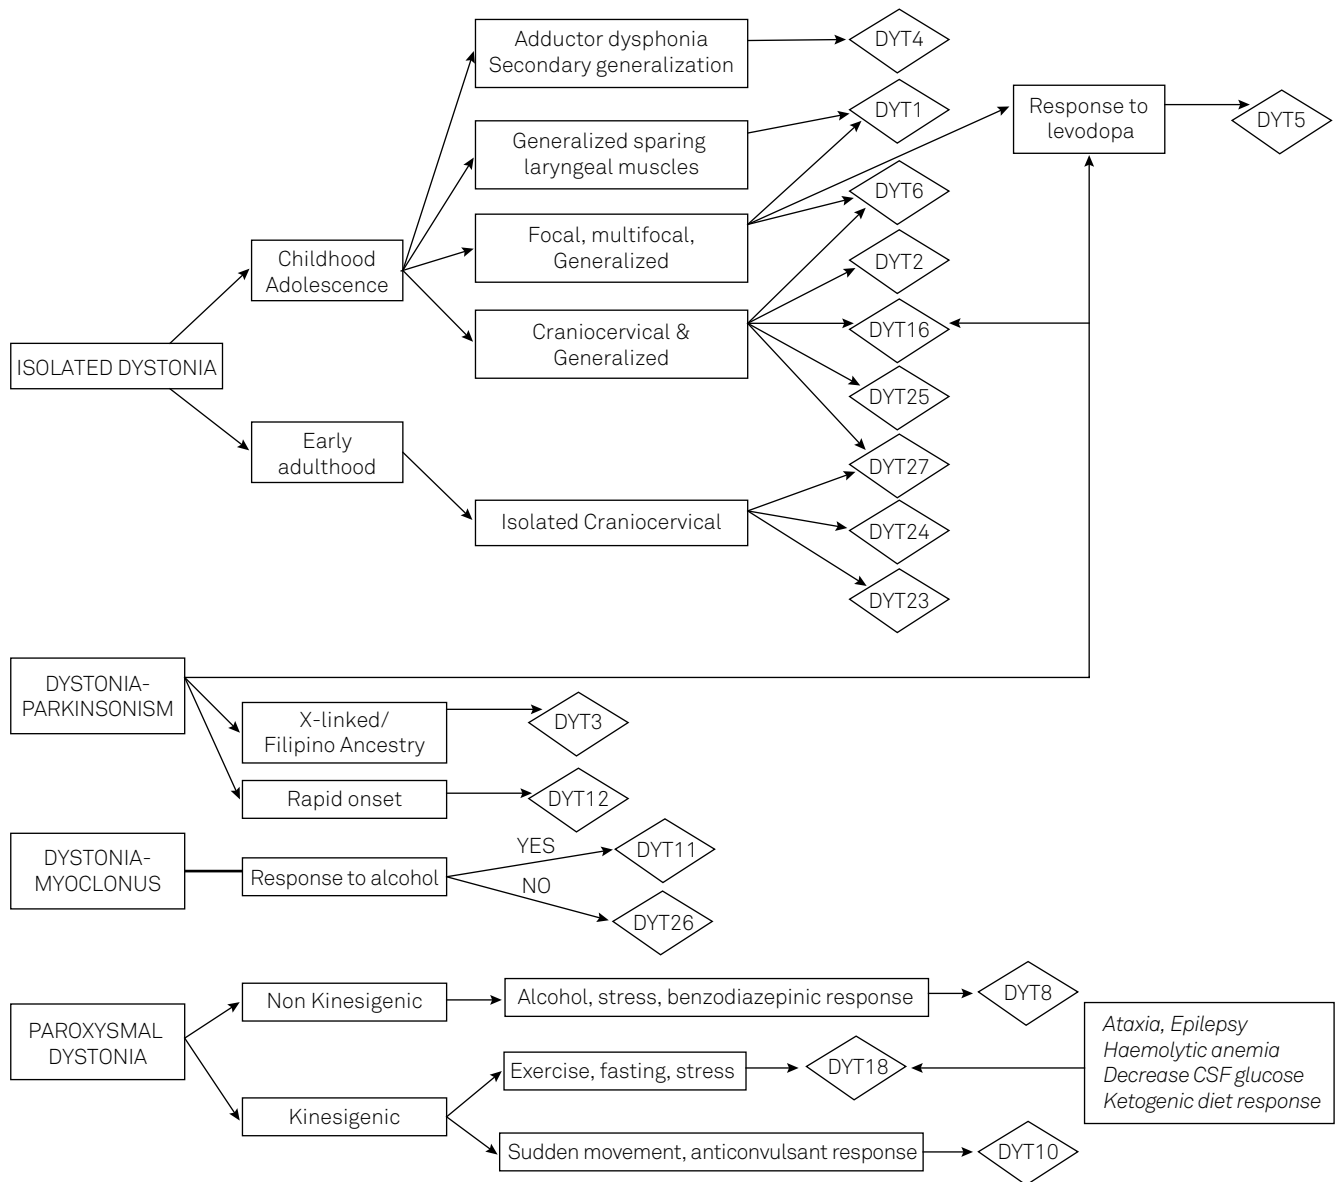 Adductor dysphonia
Secondary generalization
DYT4
Response to
levodopa
DYT5
DYT1
Generalized sparing
laryngeal muscles
DYT6
Focal, multifocal,
Generalized
Childhood
Adolescence
DYT2
Craniocervical &
Generalized
DYT16
ISOLATED DYSTONIA
DYT25
Early
adulthood
DYT27
Isolated Craniocervical
DYT24
DYT23
DYSTONIA-
PARKINSONISM
X-linked/
Filipino Ancestry
DYT3
Rapid onset
DYT12
DYSTONIA-
MYOCLONUS
Response to alcohol
YES
DYT11
NO
DYT26
PAROXYSMAL
DYSTONIA
Non Kinesigenic
Alcohol, stress, benzodiazepinic response
DYT8
Kinesigenic
Exercise, fasting, stress
DYT18
Ataxia, Epilepsy
Haemolytic anemia
Decrease CSF glucose
Ketogenic diet response
Sudden movement, anticonvulsant response
DYT10